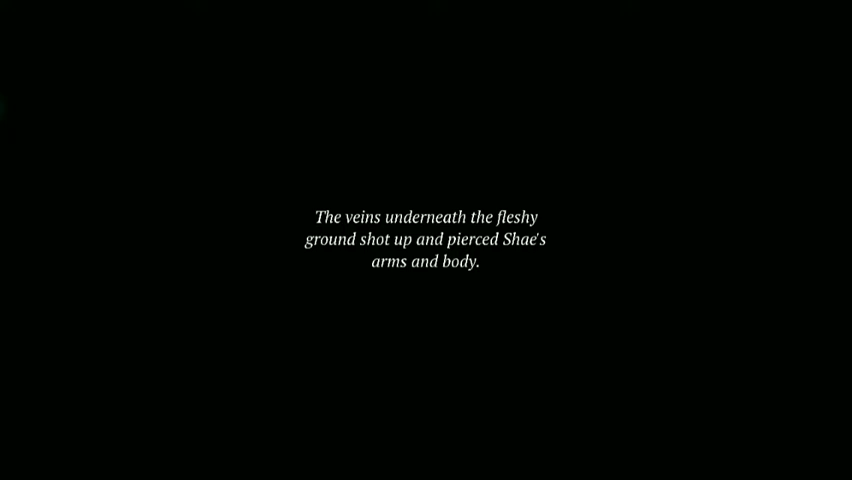 The veins underneath the fleshy
ground shot up and pierced Shae's
arms and body.